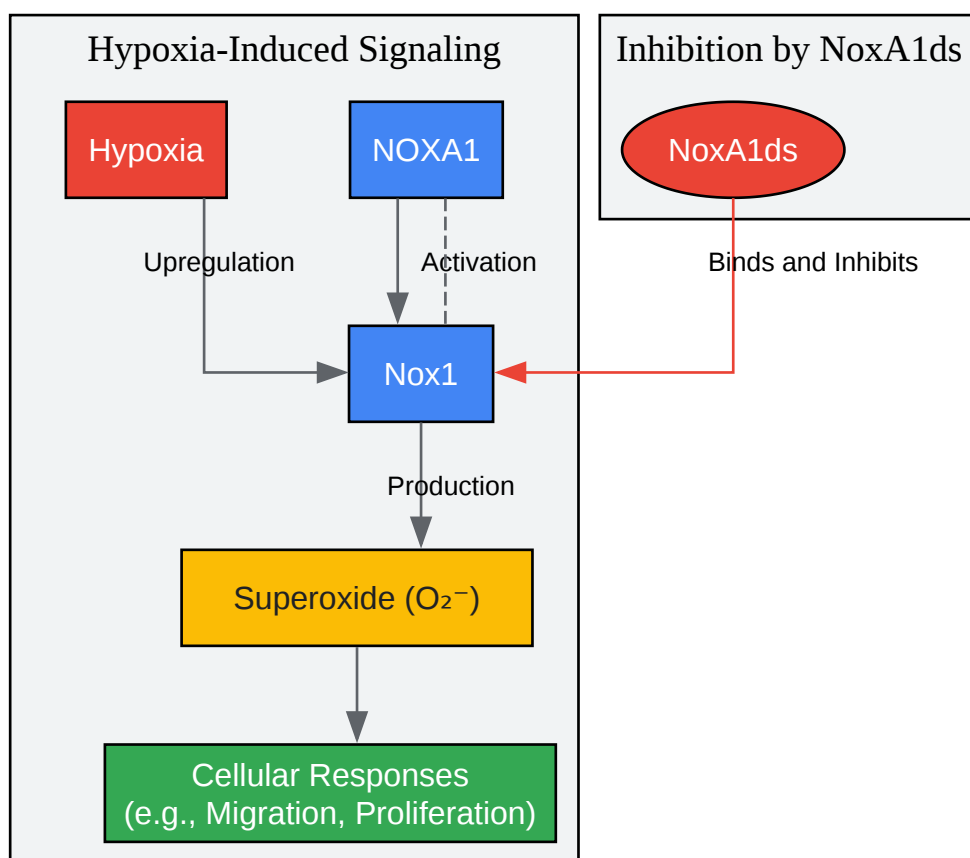 Hypoxia-Induced Signaling
Inhibition by NoxA1ds
Hypoxia
NOXA1
NoxA1ds
Upregulation
Activation
Binds and Inhibits
Nox1
Production
Superoxide (O₂⁻)
Cellular Responses
(e.g., Migration, Proliferation)